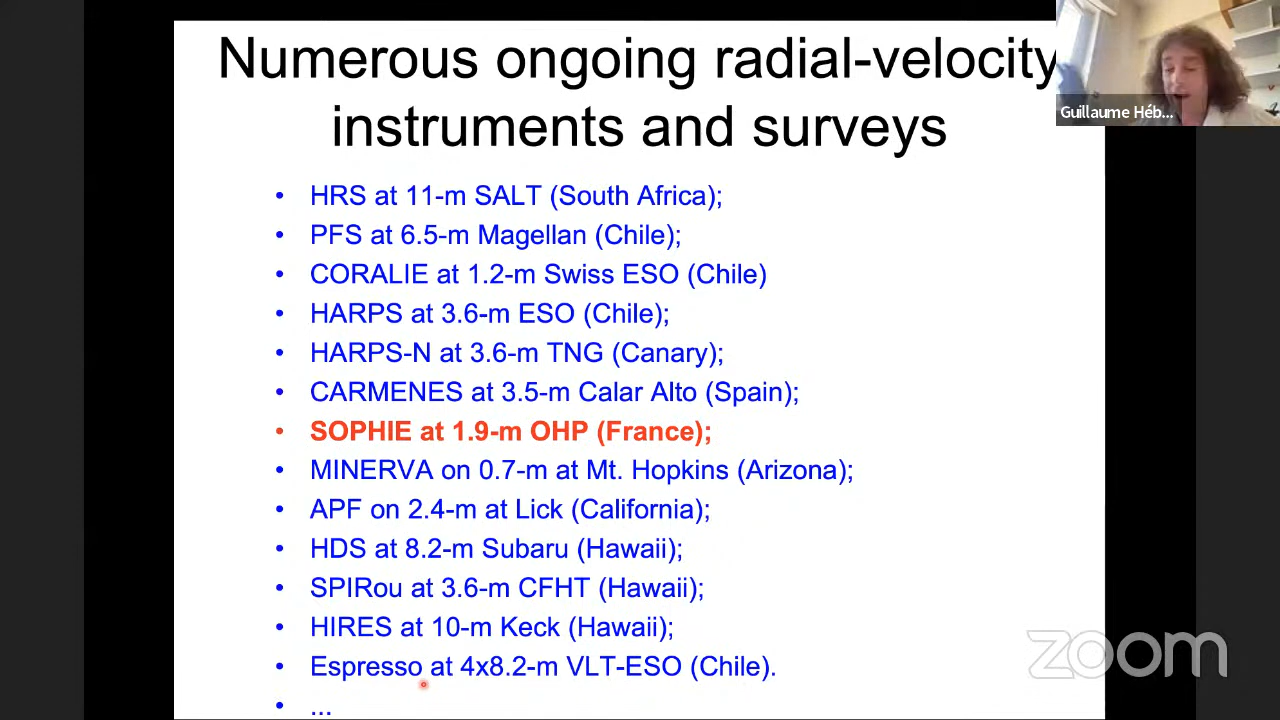 Numerous ongoing radial-velocity
instruments and surveys
Guillaume Héb...
• HRS at 11-m SALT (South Africa);
• PFS at 6.5-m Magellan (Chile);
• CORALIE at 1.2-m Swiss ESO (Chile)
• HARPS at 3.6-m ESO (Chile);
• HARPS-N at 3.6-m TNG (Canary);
• CARMENES at 3.5-m Calar Alto (Spain);
• SOPHIE at 1.9-m OHP (France);
• MINERVA on 0.7-m at Mt. Hopkins (Arizona);
• APF on 2.4-m at Lick (California);
• HDS at 8.2-m Subaru (Hawaii);
• SPIRou at 3.6-m CFHT (Hawaii);
• HIRES at 10-m Keck (Hawaii);
• Espresso at 4x8.2-m VLT-ESO (Chile).
• ...
zoom